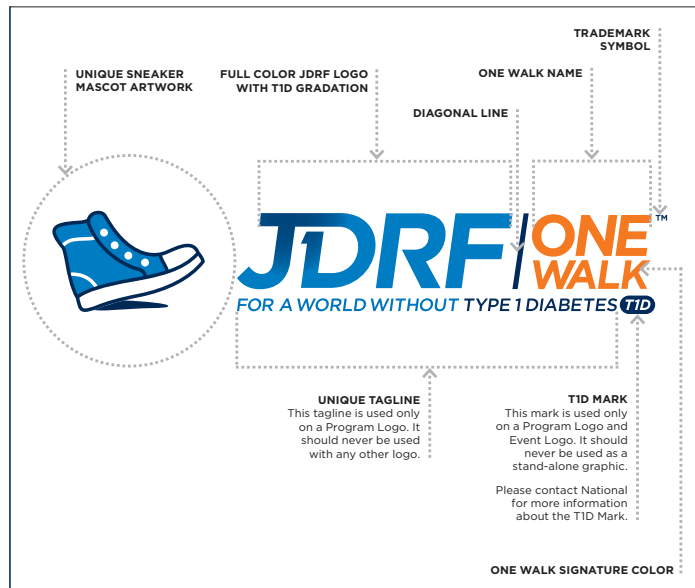 TRADEMARK
SYMBOL
UNIQUE SNEAKER
MASCOT ARTWORK
FULL COLOR JDRF LOGO
WITH T1D GRADATION
ONE WALK NAME
DIAGONAL LINE
JDRF
ONE
WALK
™
FOR A WORLD WITHOUT TYPE 1 DIABETES T1D
UNIQUE TAGLINE
This tagline is used only
on a Program Logo. It
should never be used
with any other logo.
T1D MARK
This mark is used only
on a Program Logo and
Event Logo. It should
never be used as a
stand-alone graphic.
Please contact National
for more information
about the T1D Mark.
ONE WALK SIGNATURE COLOR